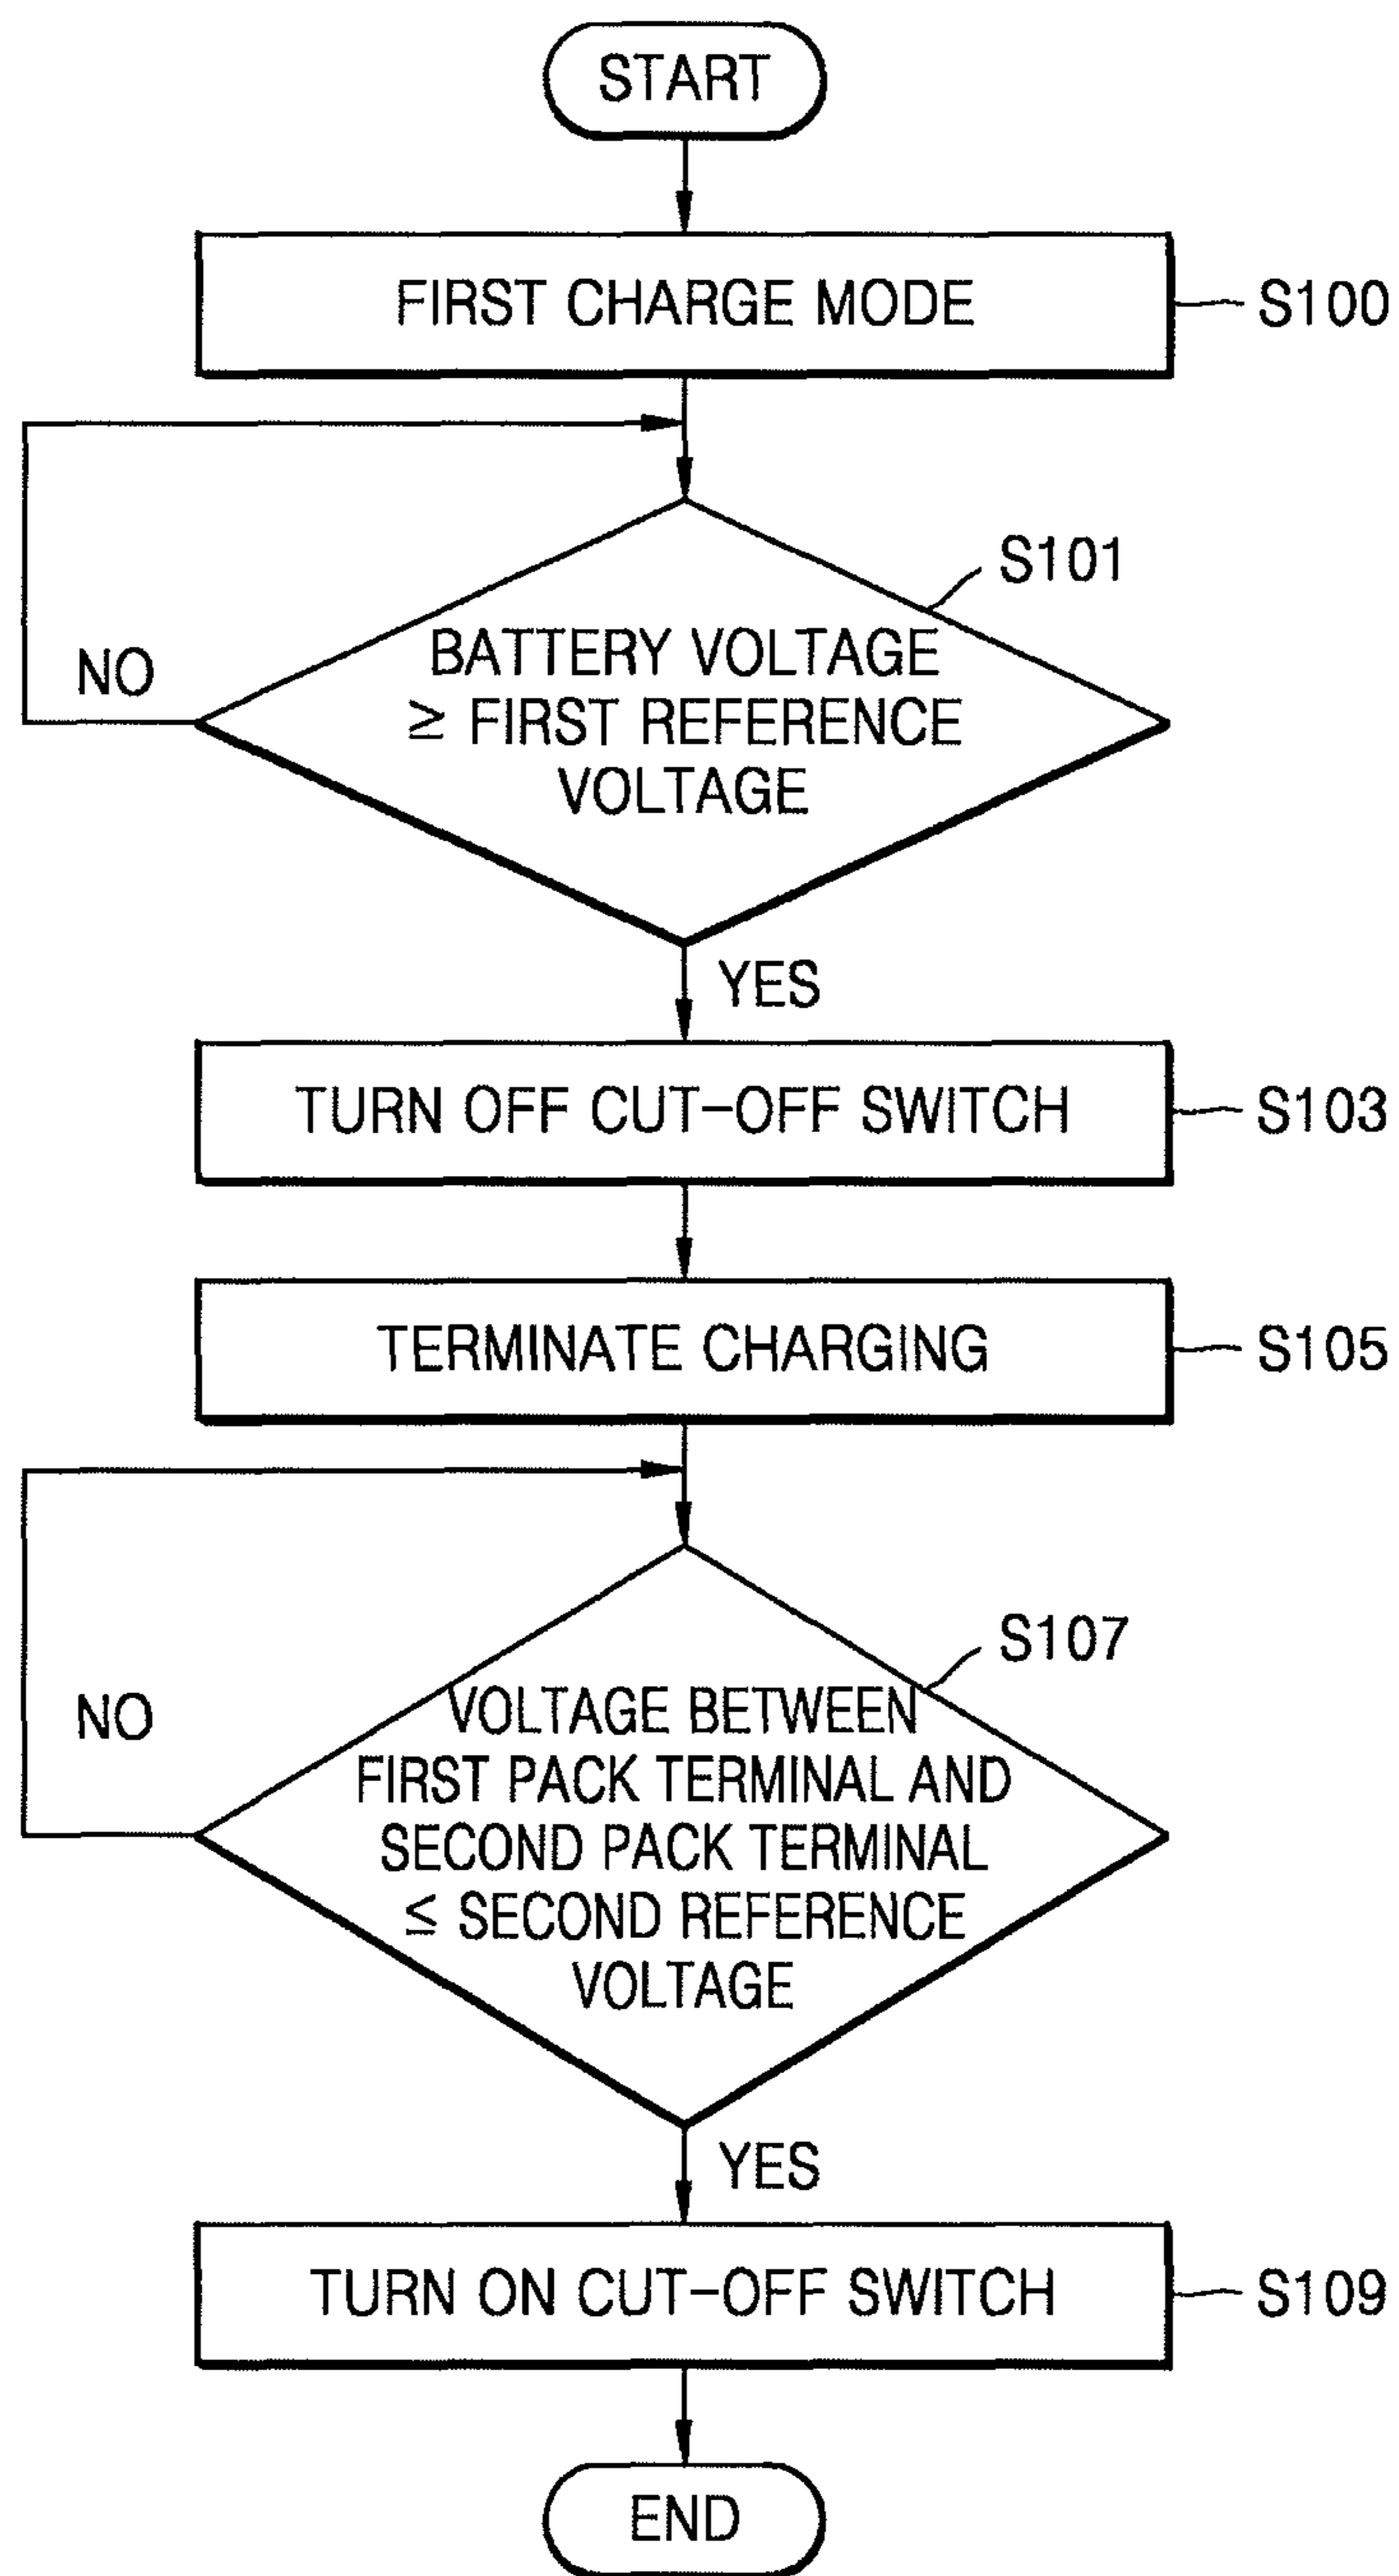 START
FIRST CHARGE MODE
S100
S101
BATTERY VOLTAGE
≥ FIRST REFERENCE
VOLTAGE
NO
YES
TURN OFF CUT-OFF SWITCH
S103
TERMINATE CHARGING
S105
S107
VOLTAGE BETWEEN
FIRST PACK TERMINAL AND
SECOND PACK TERMINAL
≤ SECOND REFERENCE
VOLTAGE
NO
YES
TURN ON CUT-OFF SWITCH
S109
END